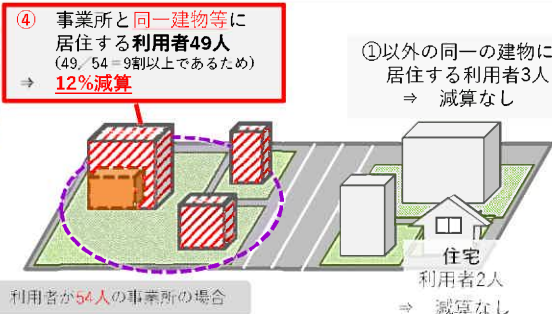 ④ 事業所と同一建物等に
居住する利用者49人
(49／54＝9割以上であるため)
⇒ 12%減算
①以外の同一の建物に
居住する利用者3人
⇒ 減算なし
住宅
利用者2人
⇒ 減算なし
利用者が54人の事業所の場合